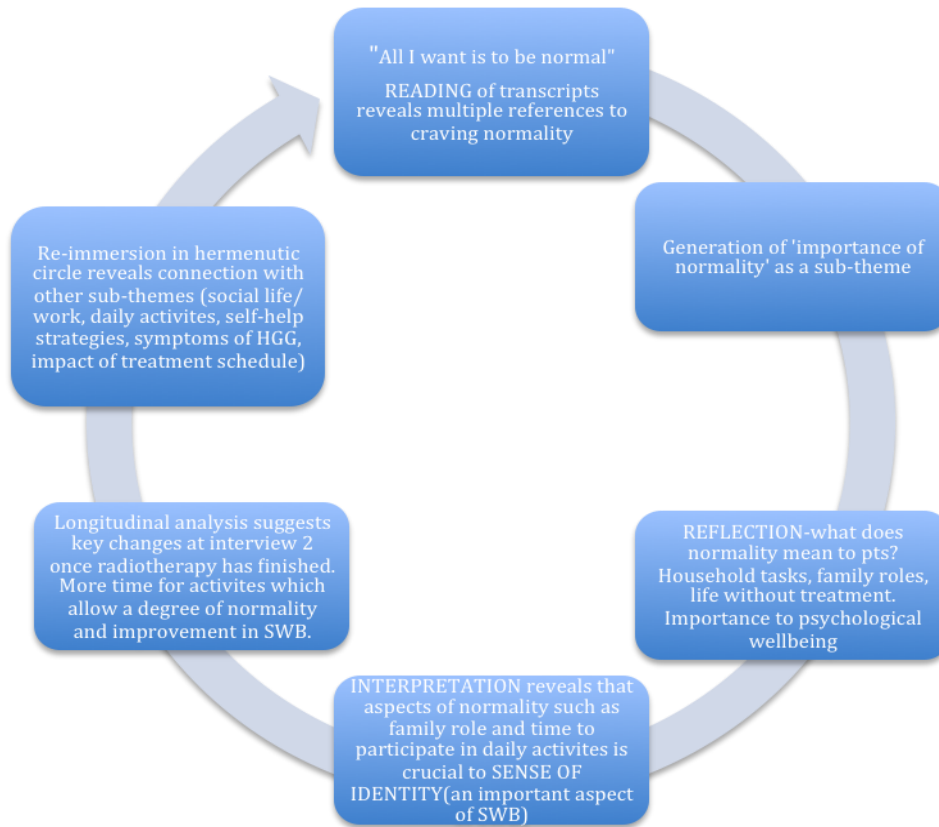 "All I want is to be normal"
READING of transcripts
reveals multiple references to
craving normality
Generation of 'importance of
normality' as a sub-theme
REFLECTION-what does
normality mean to pts?
Household tasks, family roles,
life without treatment.
Importance to psychological
wellbeing
INTERPRETATION reveals that
aspects of normality such as
family role and time to
participate in daily activites is
crucial to SENSE OF
IDENTITY(an important aspect
of SWB)
Longitudinal analysis suggests
key changes at interview 2
once radiotherapy has finished.
More time for activites which
allow a degree of normality
and improvement in SWB.
Re-immersion in hermenutic
circle reveals connection with
other sub-themes (social life/
work, daily activites, self-help
strategies, symptoms of HGG,
impact of treatment schedule)